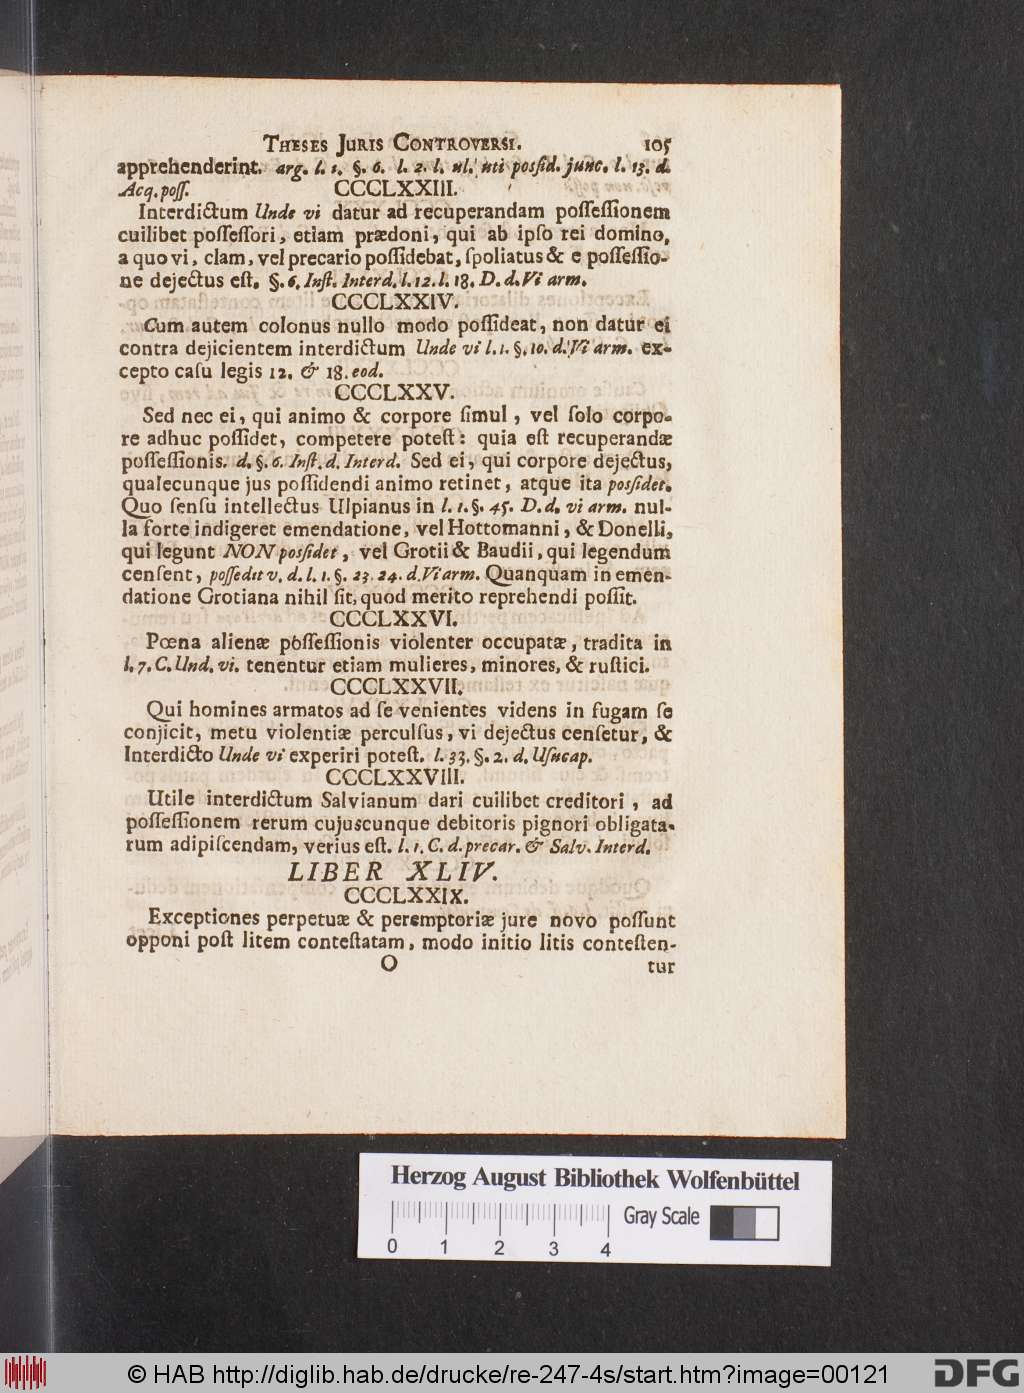 THESES JURIS CONTROVERSI. 105
apprehenderint. arg. l. 1. §. 6. l. 2. l. ul. uti posſid. junc. l. 13. d.
Acq. poſſ. CCCLXXIII.
Interdictum Unde vi datur ad recuperandam poſſeſſionem
cuilibet poſſeſſori, etiam prædoni, qui ab ipſo rei domino,
a quo vi, clam, vel precario poſſidebat, ſpoliatus & e poſſeſſio-
ne dejectus eſt. §. 6. Inſt. Interd. l. 12. l. 18. D. d. Vi arm.
CCCLXXIV.
Cum autem colonus nullo modo poſſideat, non datur ei
contra dejicientem interdictum Unde vi l. 1. §. 10. d. Vi arm. ex-
cepto caſu legis 12. & 18. eod.
CCCLXXV.
Sed nec ei, qui animo & corpore ſimul, vel ſolo corpo-
re adhuc poſſidet, competere poteſt: quia eſt recuperandæ
poſſeſſionis. d. §. 6. Inſt. d. Interd. Sed ei, qui corpore dejectus,
qualecunque jus poſſidendi animo retinet, atque ita posſidet.
Quo ſenſu intellectus Ulpianus in l. 1. §. 45. D. d. vi arm. nul-
la forte indigeret emendatione, vel Hottomanni, & Donelli,
qui legunt NON posſidet, vel Grotii & Baudii, qui legendum
cenſent, poſſedit v. d. l. 1. §. 23. 24. d. Vi arm. Quanquam in emen-
datione Grotiana nihil ſit, quod merito reprehendi poſſit.
CCCLXXVI.
Pœna alienæ poſſeſſionis violenter occupatæ, tradita in
l. 7. C. Und. vi. tenentur etiam mulieres, minores, & ruſtici.
CCCLXXVII.
Qui homines armatos ad ſe venientes videns in fugam ſe
conjicit, metu violentiæ perculſus, vi dejectus cenſetur, &
Interdicto Unde vi experiri poteſt. l. 33. §. 2. d. Uſucap.
CCCLXXVIII.
Utile interdictum Salvianum dari cuilibet creditori, ad
poſſeſſionem rerum cujuscunque debitoris pignori obligata-
rum adipiſcendam, verius eſt. l. 1. C. d. precar. & Salv. Interd.
LIBER XLIV.
CCCLXXIX.
Exceptiones perpetuæ & peremptoriæ jure novo poſſunt
opponi poſt litem conteſtatam, modo initio litis conteſten-
O tur
Herzog August Bibliothek Wolfenbüttel
Gray Scale
0 1 2 3 4
© HAB http://diglib.hab.de/drucke/re-247-4s/start.htm?image=00121
DFG